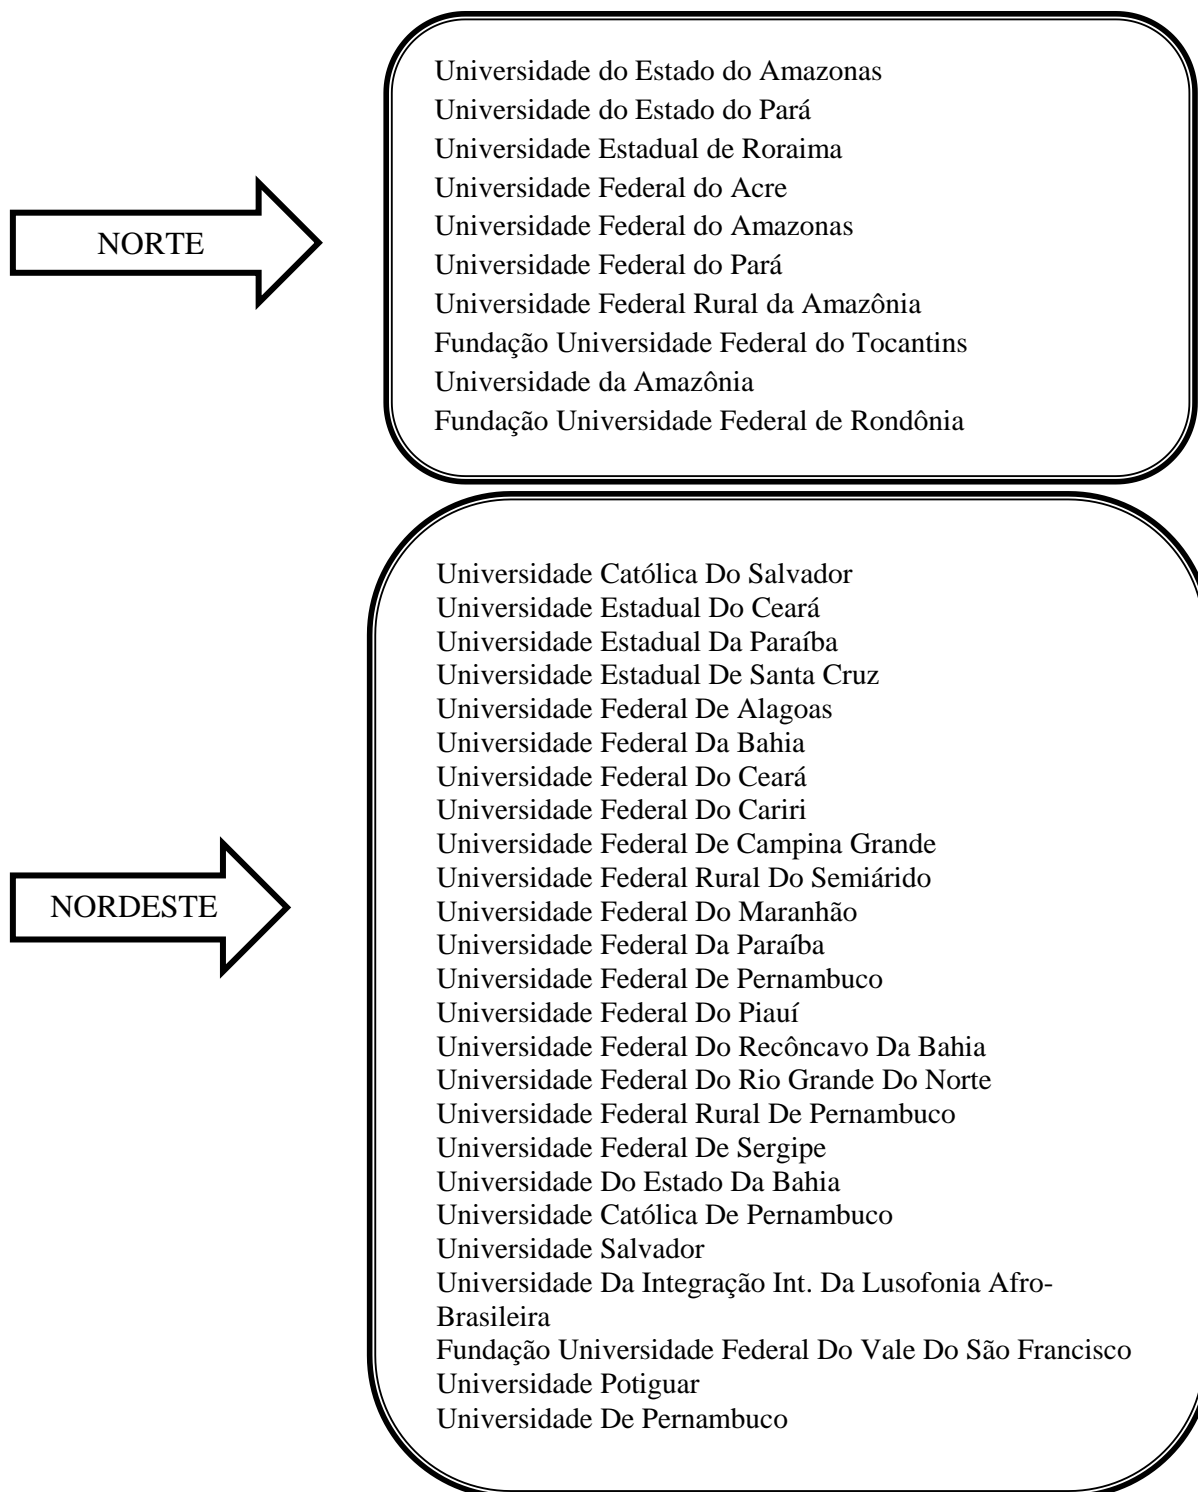 NORTE
Universidade do Estado do Amazonas
Universidade do Estado do Pará
Universidade Estadual de Roraima
Universidade Federal do Acre
Universidade Federal do Amazonas
Universidade Federal do Pará
Universidade Federal Rural da Amazônia
Fundação Universidade Federal do Tocantins
Universidade da Amazônia
Fundação Universidade Federal de Rondônia
NORDESTE
Universidade Católica Do Salvador
Universidade Estadual Do Ceará
Universidade Estadual Da Paraíba
Universidade Estadual De Santa Cruz
Universidade Federal De Alagoas
Universidade Federal Da Bahia
Universidade Federal Do Ceará
Universidade Federal Do Cariri
Universidade Federal De Campina Grande
Universidade Federal Rural Do Semiárido
Universidade Federal Do Maranhão
Universidade Federal Da Paraíba
Universidade Federal De Pernambuco
Universidade Federal Do Piauí
Universidade Federal Do Recôncavo Da Bahia
Universidade Federal Do Rio Grande Do Norte
Universidade Federal Rural De Pernambuco
Universidade Federal De Sergipe
Universidade Do Estado Da Bahia
Universidade Católica De Pernambuco
Universidade Salvador
Universidade Da Integração Int. Da Lusofonia Afro-
Brasileira
Fundação Universidade Federal Do Vale Do São Francisco
Universidade Potiguar
Universidade De Pernambuco